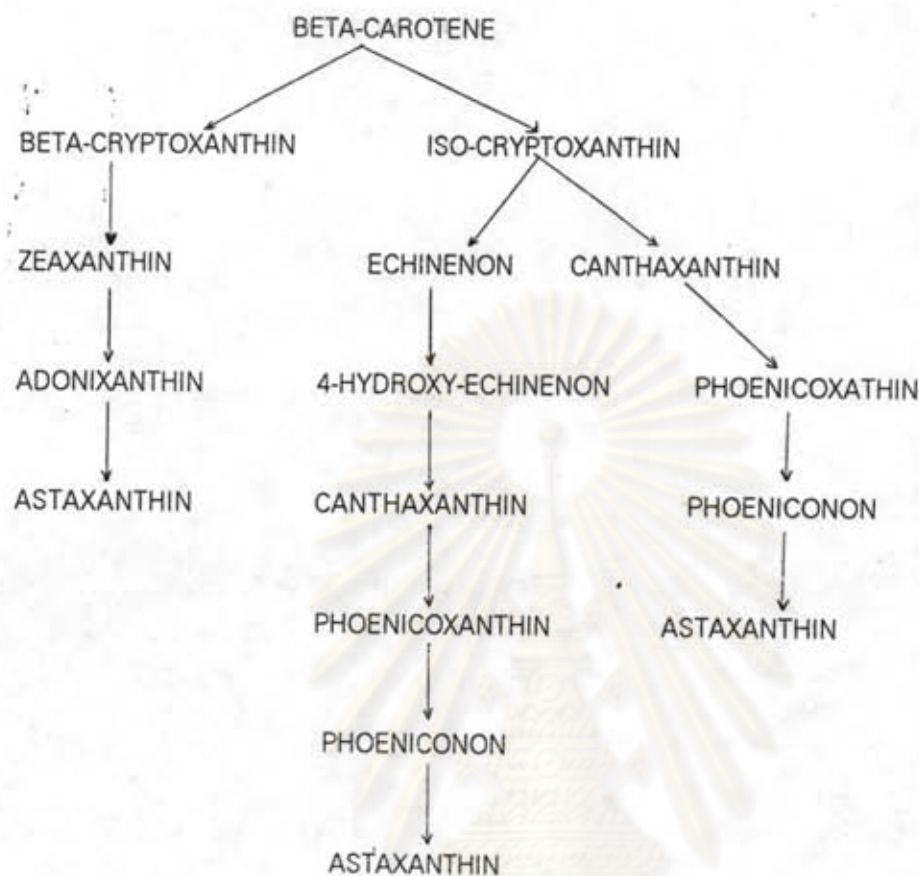 BETA-CAROTENE
BETA-CRYPTOXANTHIN ISO-CRYPTOXANTHIN
ZEAXANTHIN ECHINENON CANTHAXANTHIN
ADONIXANTHIN 4-HYDROXY-ECHINENON PHOENICOXATHIN
ASTAXANTHIN CANTHAXANTHIN PHOENICONON
PHOENICOXANTHIN ASTAXANTHIN
PHOENICONON
ASTAXANTHIN